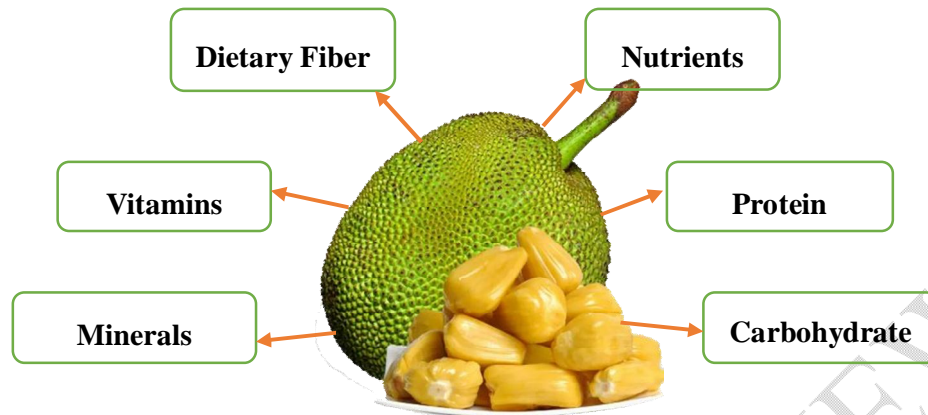 Dietary Fiber
Nutrients
Vitamins
Protein
Minerals
Carbohydrate